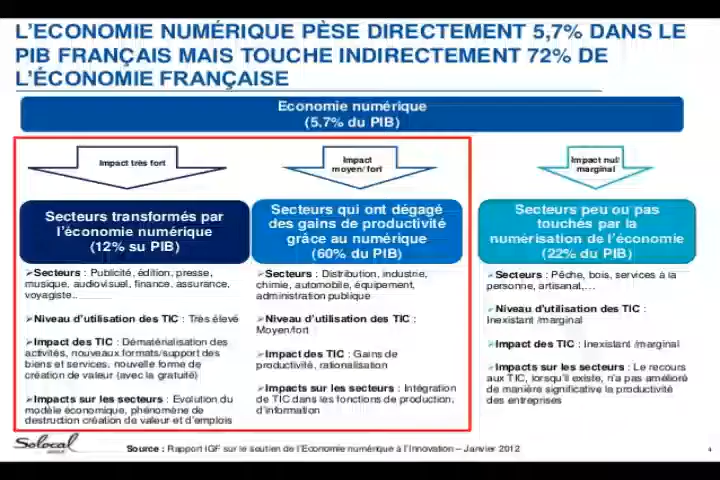 L'ECONOMIE NUMÉRIQUE PÈSE DIRECTEMENT 5,7% DANS LE
PIB FRANÇAIS MAIS TOUCHE INDIRECTEMENT 72% DE
L'ÉCONOMIE FRANÇAISE
Economie numérique
(5.7% du PIB)
Impact très fort
Secteurs transformés par
l'économie numérique
(12% su PIB)
➢Secteurs : Publicité, édition, presse,
musique, audiovisuel, finance, assurance,
voyagiste..
➢Niveau d'utilisation des TIC : Très élevé
➢Impact des TIC : Dématérialisation des
activités, nouveaux formats/support des
biens et services, nouvelle forme de
création de valeur (avec la gratuité)
➢Impacts sur les secteurs : Evolution du
modèle économique, phénomène de
destruction création de valeur et d'emplois
Impact
moyen/ fort
Secteurs qui ont dégagé
des gains de productivité
grâce au numérique
(60% du PIB)
➢Secteurs : Distribution, industrie,
chimie, automobile, équipement,
administration publique
➢Niveau d'utilisation des TIC :
Moyen/fort
➢Impact des TIC : Gains de
productivité, rationalisation
➢Impacts sur les secteurs : Intégration
de TIC dans les fonctions de production,
d'information
Impact nul/
marginal
Secteurs peu ou pas
touchés par la
numérisation de l'économie
(22% du PIB)
➢Secteurs : Pêche, bois, services à la
personne, artisanat,...
➢Niveau d'utilisation des TIC :
Inexistant /marginal
➢Impact des TIC : Inexistant /marginal
➢Impacts sur les secteurs : Le recours
aux TIC, lorsqu'il existe, n'a pas amélioré
de manière significative la productivité
des entreprises
Solocal
GROUP
Source : Rapport IGF sur le soutien de l'Economie numérique à l'Innovation – Janvier 2012
4